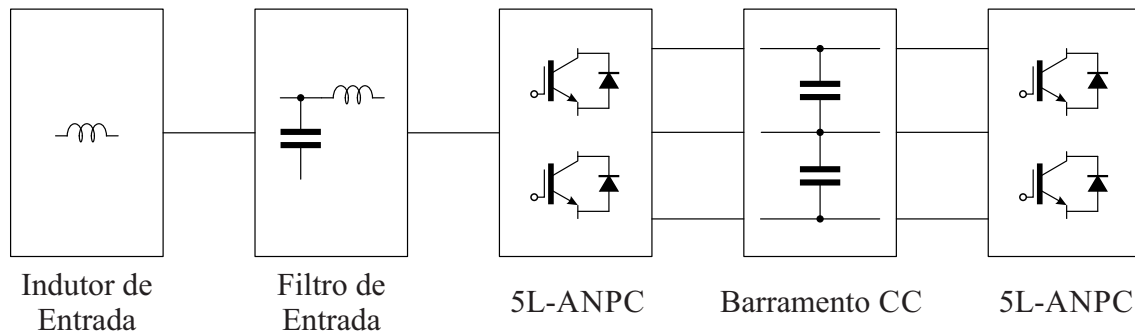 Indutor de
Entrada
Filtro de
Entrada
5L-ANPC
Barramento CC
5L-ANPC